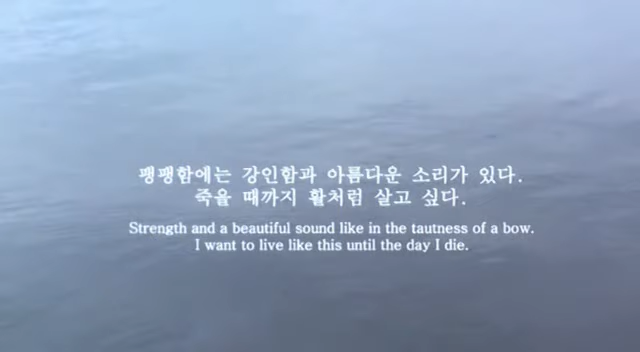 팽팽함에는 강인함과 아름다운 소리가 있다.
죽을 때까지 활처럼 살고 싶다.
Strength and a beautiful sound like in the tautness of a bow.
I want to live like this until the day I die.